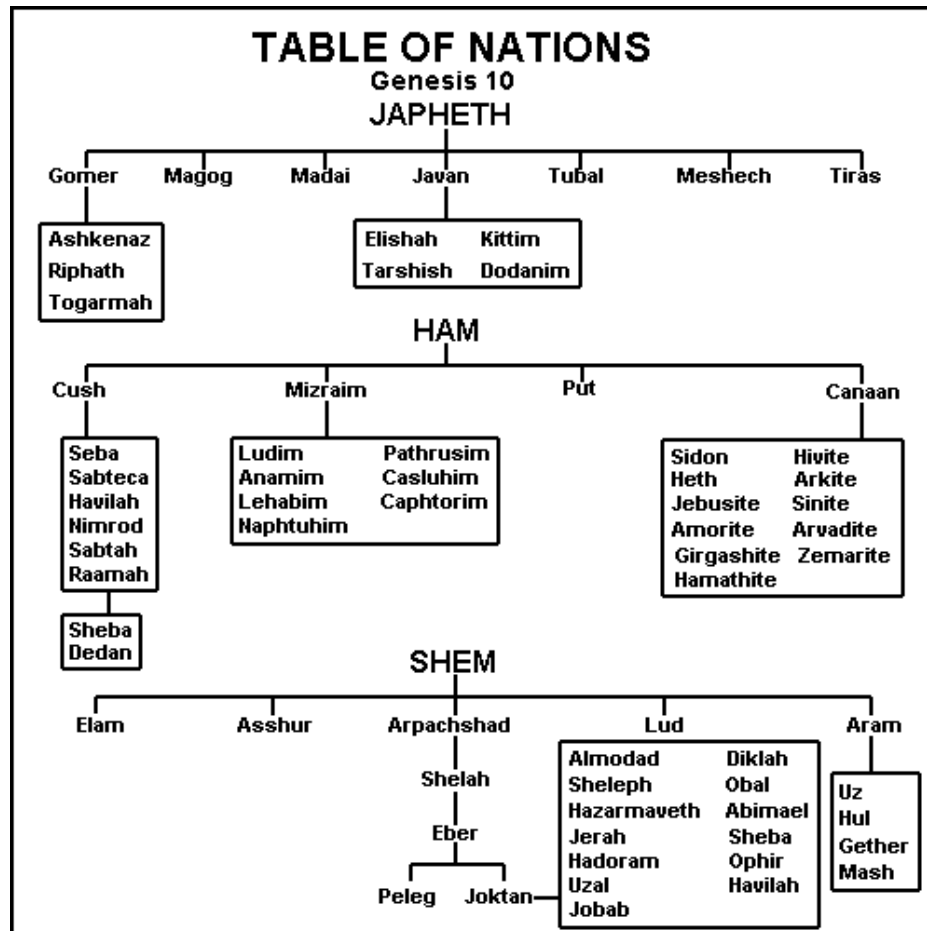 TABLE OF NATIONS
Genesis 10
JAPHETH
Gomer Magog Madai Javan Tubal Meshech Tiras
Ashkenaz
Riphath
Togarmah
Elishah Kittim
Tarshish Dodanim
HAM
Cush Mizraim Put Canaan
Seba
Sabteca
Havilah
Nimrod
Sabtah
Raamah
Sheba
Dedan
Ludim Pathrusim
Anamim Casluhim
Lehabim Caphtorim
Naphtuhim
Sidon Hivite
Heth Arkite
Jebusite Sinite
Amorite Arvadite
Girgashite Zemarite
Hamathite
SHEM
Elam Asshur Arpachshad Lud Aram
Shelah
Eber
Peleg Joktan
Almodad Diklah
Sheleph Obal
Hazarmaveth Abimael
Jerah Sheba
Hadoram Ophir
Uzal Havilah
Jobab
Uz
Hul
Gether
Mash